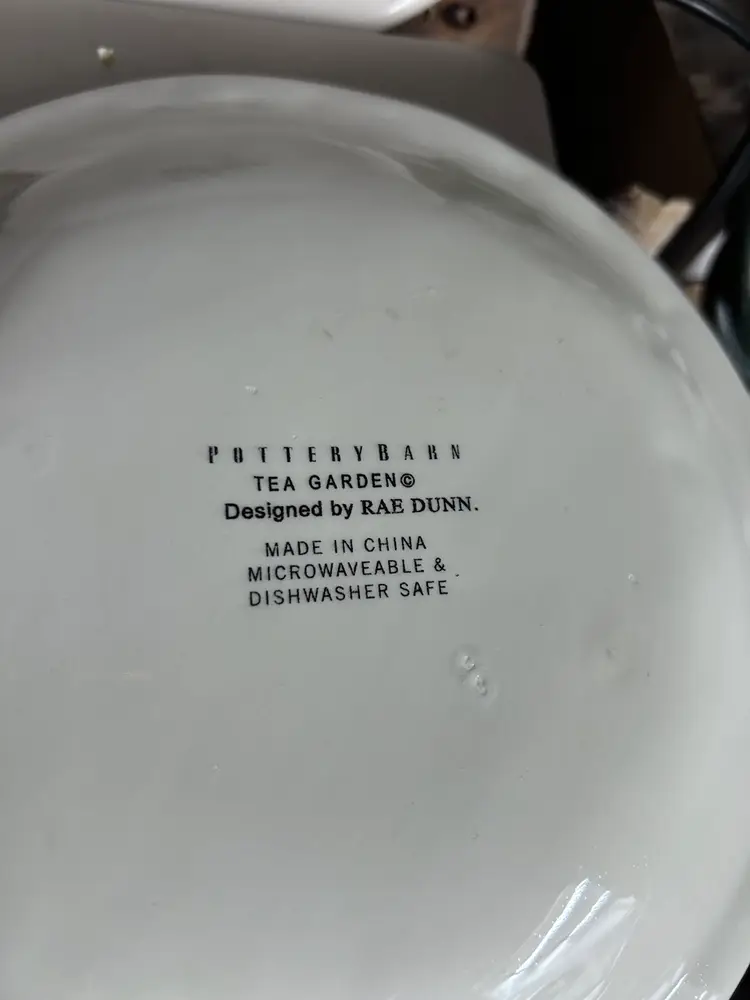 POTTERYBARN
TEA GARDEN©
Designed by RAE DUNN.
MADE IN CHINA
MICROWAVEABLE &
DISHWASHER SAFE